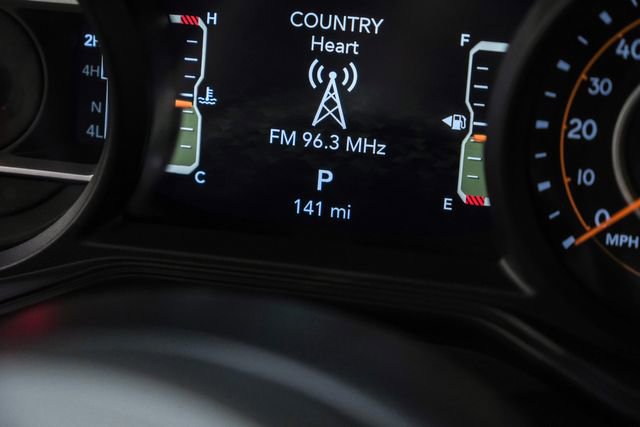 2H
4H
N
4L
H
C
COUNTRY
Heart
FM 96.3 MHz
P
141 mi
F
E
40
30
20
10
0
MPH